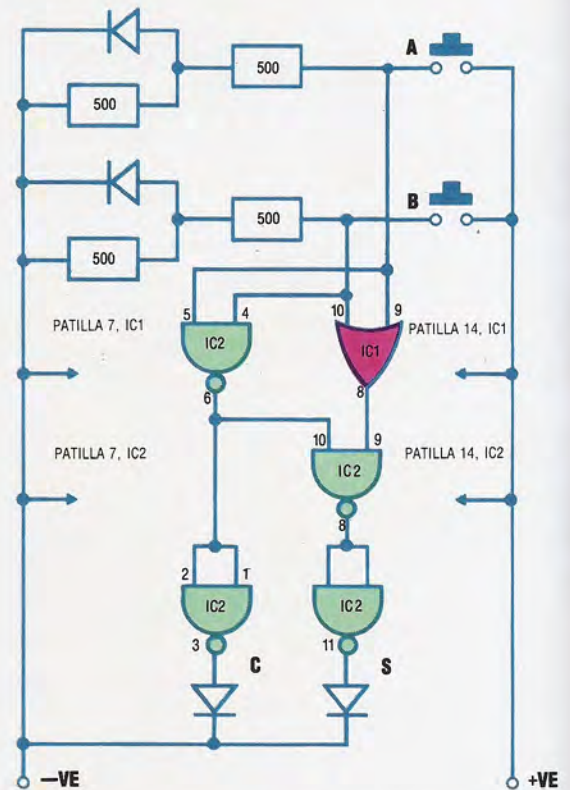 A
500
500
B
500
500
5 4
10 9
PATILLA 7, IC1
IC2
IC1
PATILLA 14, IC1
6
8
PATILLA 7, IC2
10 9
PATILLA 14, IC2
IC2
8
2 1
IC2
IC2
3
C
11
S
—VE
+VE